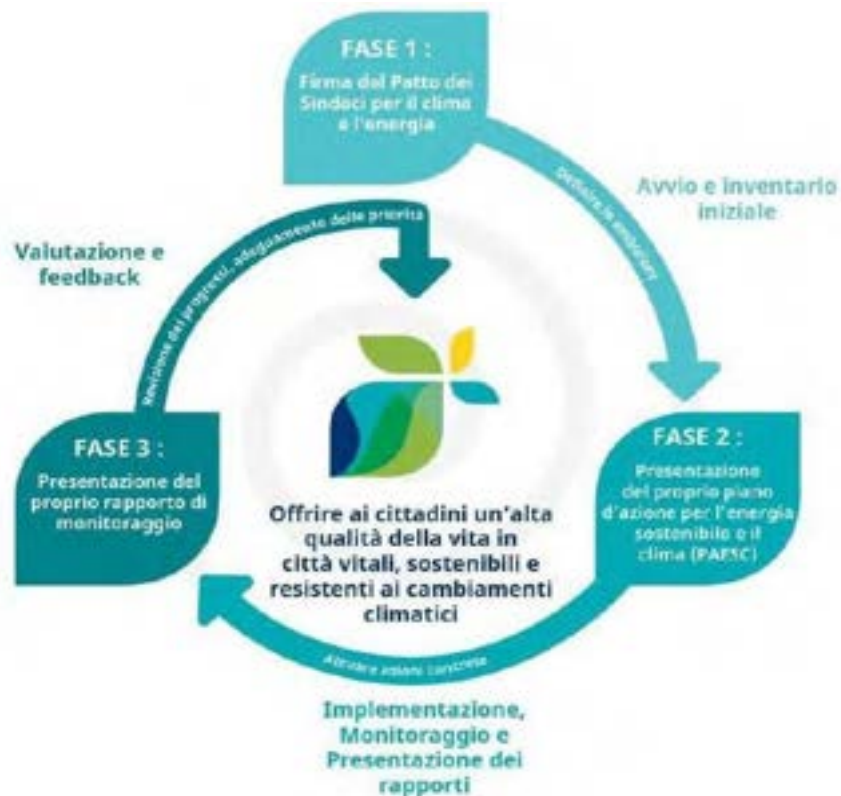 FASE 1 :
Firma del Patto dei
Sindaci per il clima
e l'energia
Definire le ambizioni
Avvio e inventario
iniziale
FASE 2 :
Presentazione
del proprio piano
d'azione per l'energia
sostenibile e il
clima (PAESC)
Attivare azioni concrete
Implementazione,
Monitoraggio e
Presentazione dei
rapporti
FASE 3 :
Presentazione del
proprio rapporto di
monitoraggio
Revisione dei progressi, adeguamento delle priorità
Valutazione e
feedback
Offrire ai cittadini un'alta
qualità della vita in
città vitali, sostenibili e
resistenti ai cambiamenti
climatici